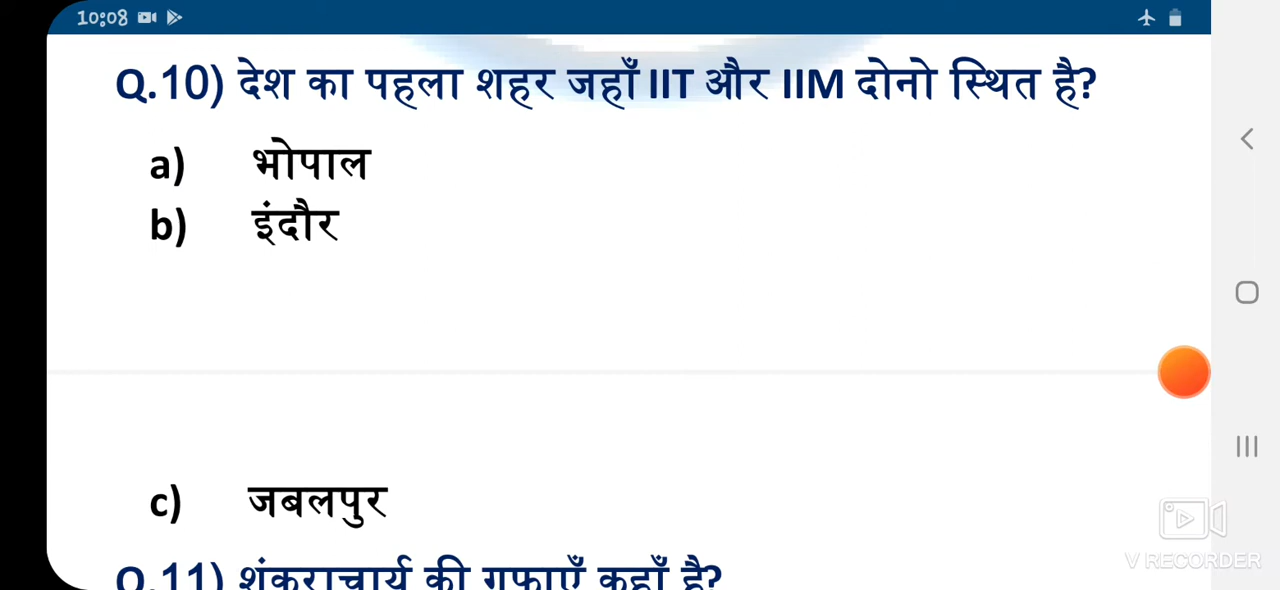 10:08
Q.10) देश का पहला शहर जहाँ IIT और IIM दोनो स्थित है?
a) भोपाल
b) इंदौर
c) जबलपुर
V RECORDER
Q.11) शंकराचार्य की गुफाएँ कहाँ है?